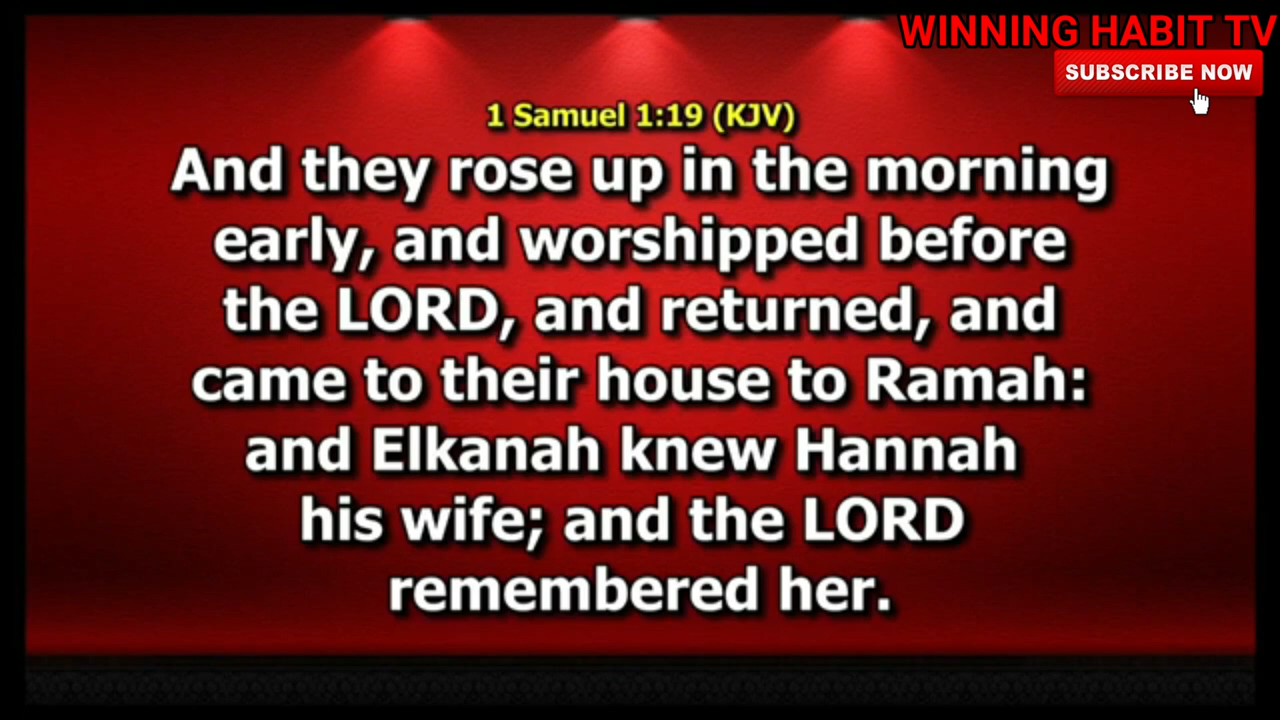 WINNING HABIT TV
SUBSCRIBE NOW
1 Samuel 1:19 (KJV)
And they rose up in the morning
early, and worshipped before
the LORD, and returned, and
came to their house to Ramah:
and Elkanah knew Hannah
his wife; and the LORD
remembered her.